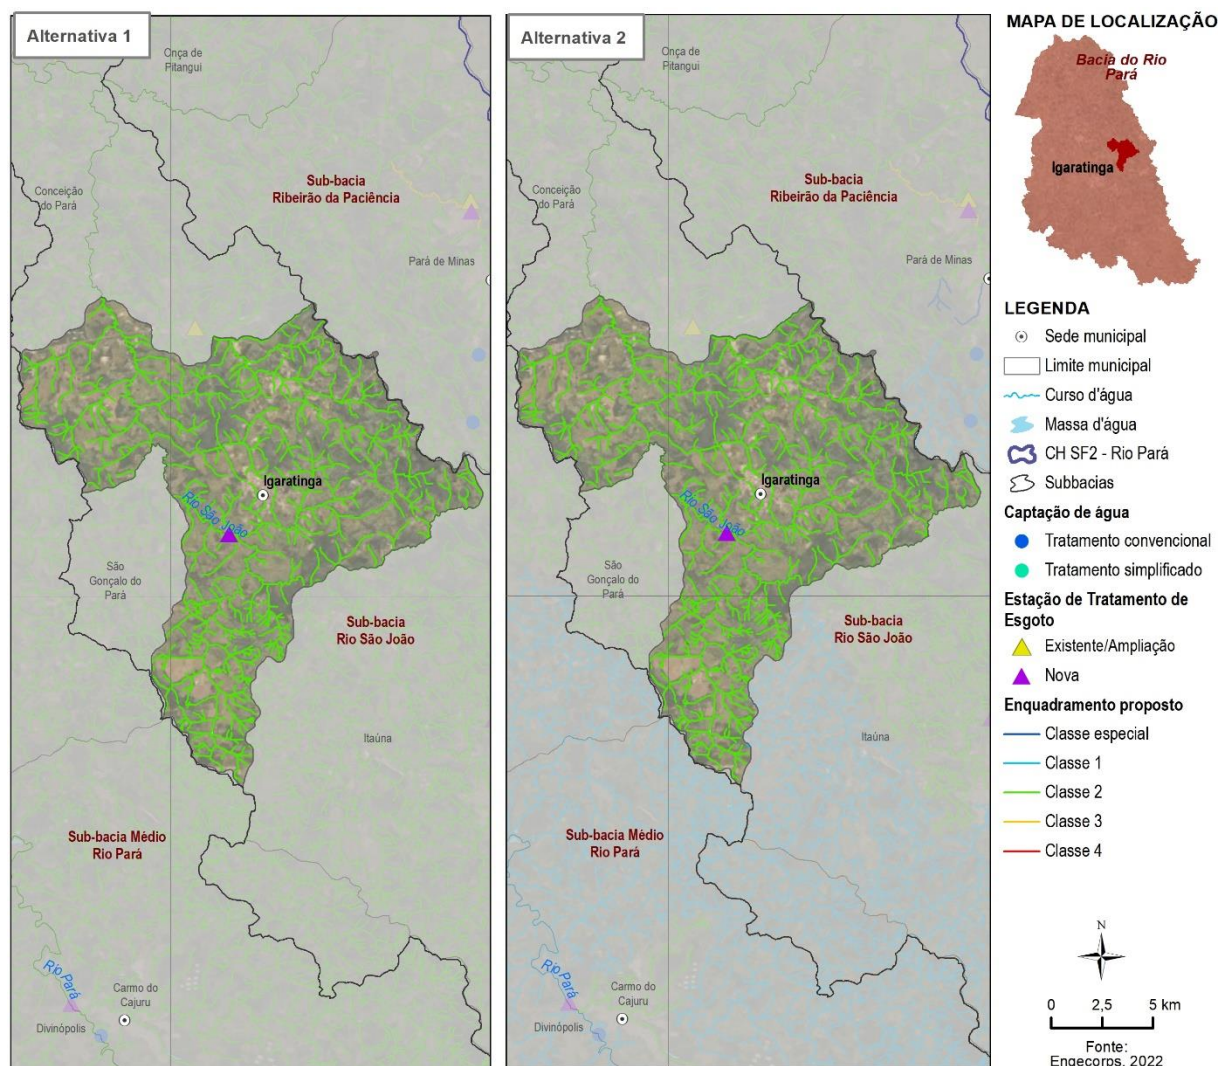 Alternativa 1
Onça de
Pitangui
Conceição
do Pará
Sub-bacia
Ribeirão da Paciência
Pará de Minas
Igaratinga
Rio São João
São
Gonçalo do
Pará
Sub-bacia
Rio São João
Itaúna
Sub-bacia Médio
Rio Pará
Rio Pará
Carmo do
Cajuru
Divinópolis
Alternativa 2
Onça de
Pitangui
Conceição
do Pará
Sub-bacia
Ribeirão da Paciência
Pará de Minas
Igaratinga
Rio São João
São
Gonçalo do
Pará
Sub-bacia
Rio São João
Itaúna
Sub-bacia Médio
Rio Pará
Rio Pará
Carmo do
Cajuru
Divinópolis
MAPA DE LOCALIZAÇÃO
Bacia do Rio
Pará
Igaratinga
LEGENDA
Sede municipal
Limite municipal
Curso d'água
Massa d'água
CH SF2 - Rio Pará
Subbacias
Captação de água
Tratamento convencional
Tratamento simplificado
Estação de Tratamento de
Esgoto
Existente/Ampliação
Nova
Enquadramento proposto
Classe especial
Classe 1
Classe 2
Classe 3
Classe 4
N
0 2,5 5 km
Fonte:
Engecorps, 2022